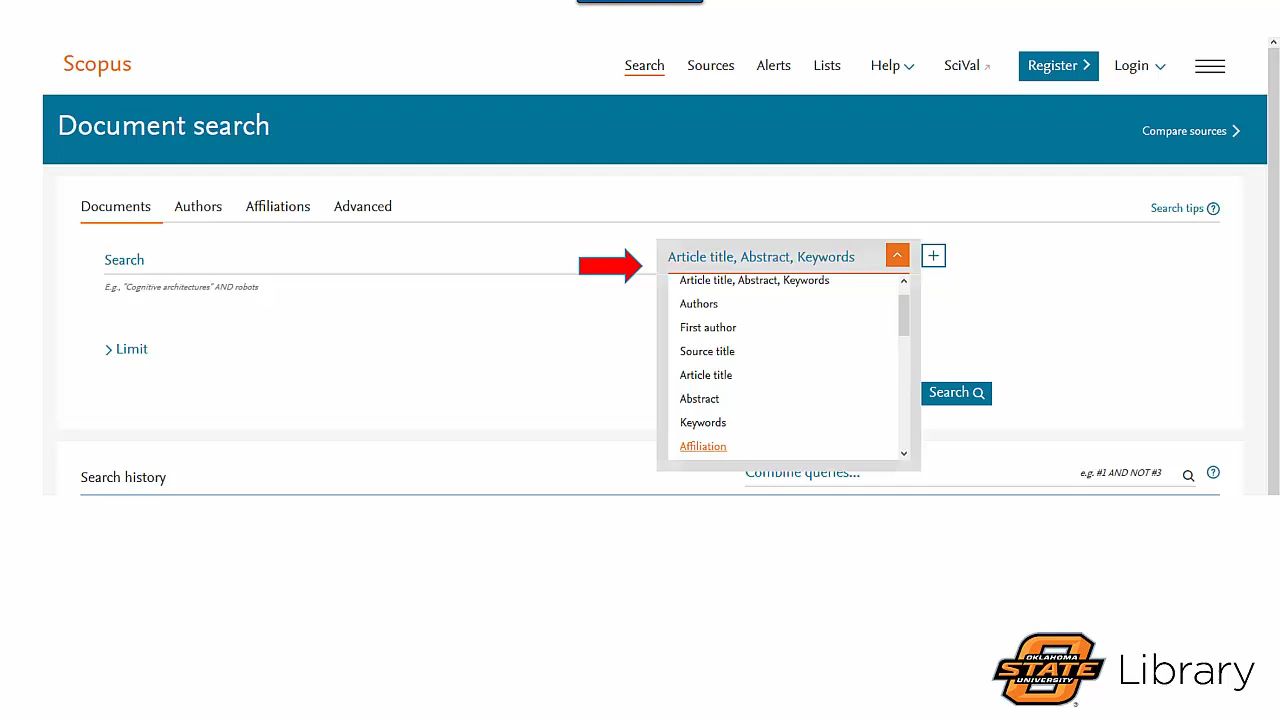 Scopus
Search Sources Alerts Lists Help SciVal Register Login
Document search
Compare sources
Documents Authors Affiliations Advanced
Search tips
Search
E.g., "Cognitive architectures" AND robots
Limit
Article title, Abstract, Keywords
Article title, Abstract, Keywords
Authors
First author
Source title
Article title
Abstract
Keywords
Affiliation
Search
Search history
Combine queries...
e.g. #1 AND NOT #3
OKLAHOMA
STATE
UNIVERSITY
Library